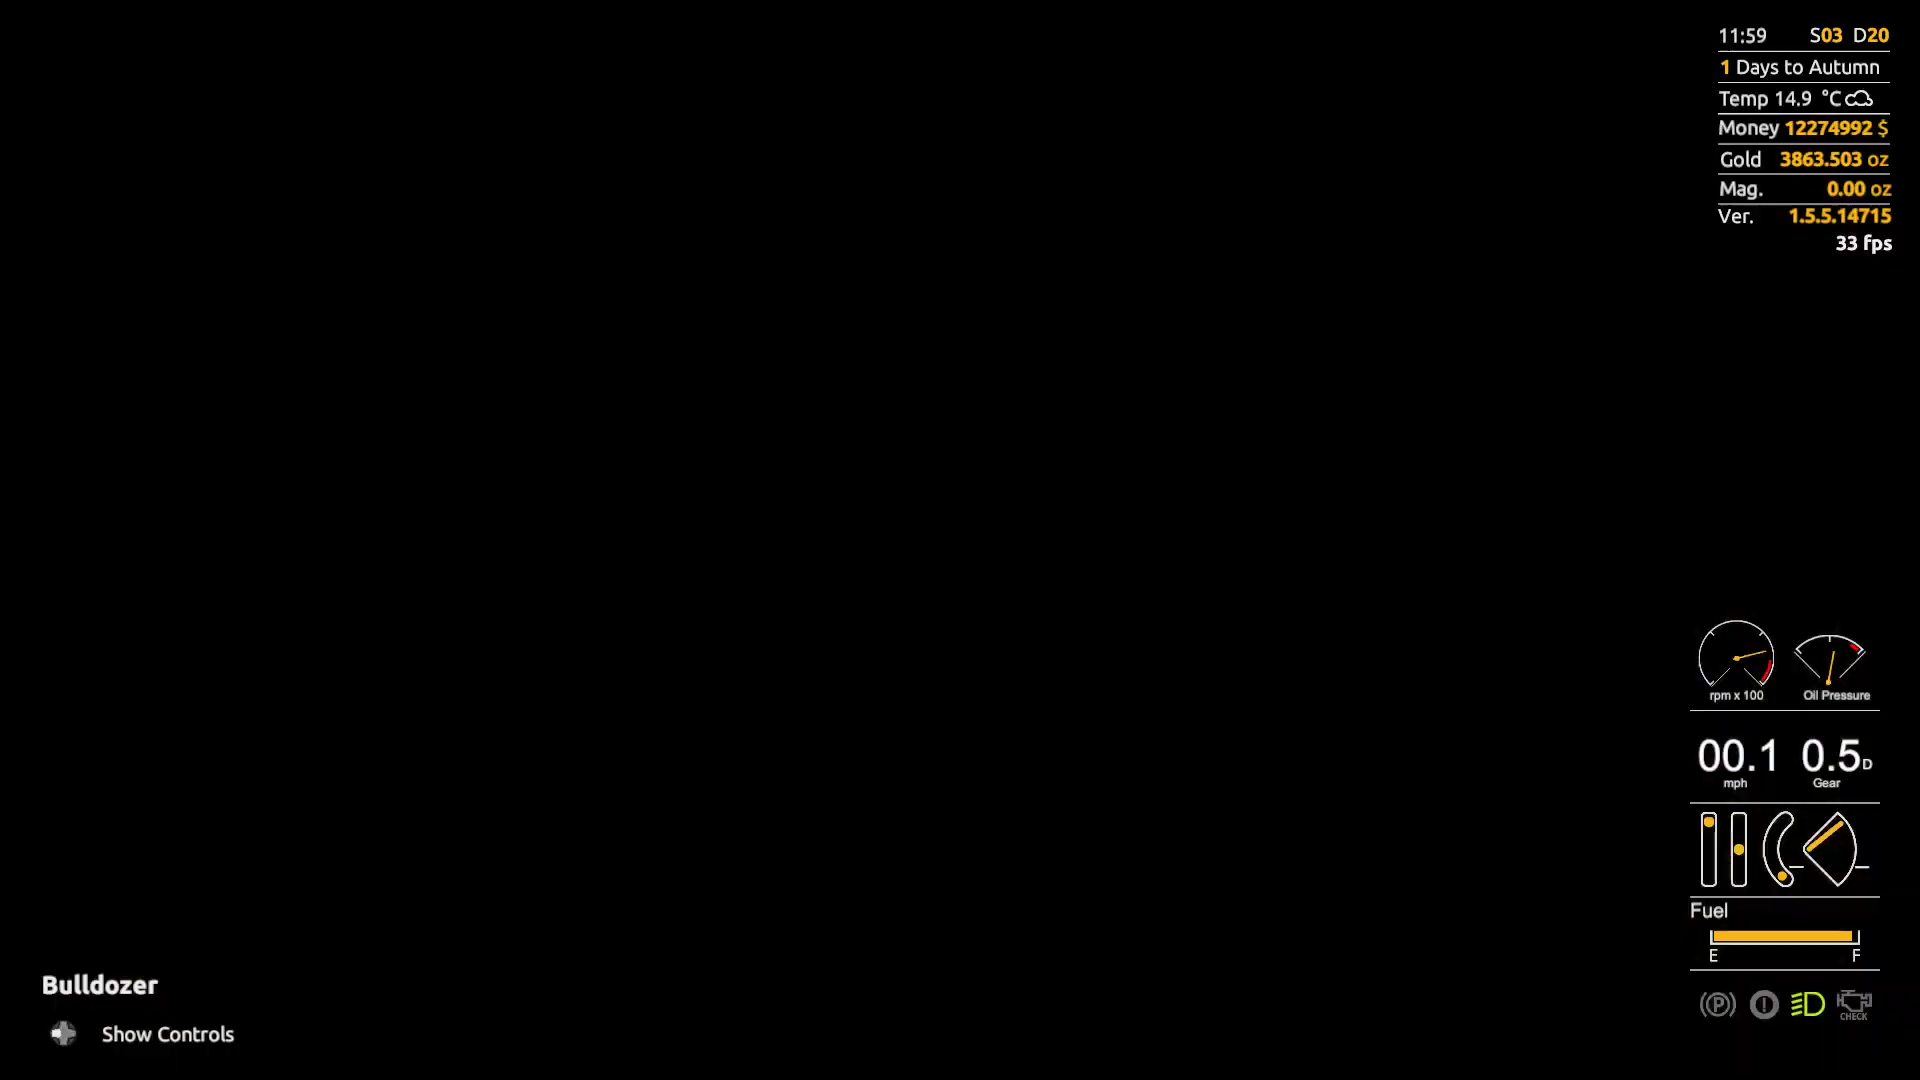 11:59 S03 D20
1 Days to Autumn
Temp 14.9 °C
Money 12274992 $
Gold 3863.503 oz
Mag. 0.00 oz
Ver. 1.5.5.14715
33 fps
rpm x 100 Oil Pressure
00.1 0.5D
mph Gear
Fuel
E F
Bulldozer
Show Controls
P ! CHECK